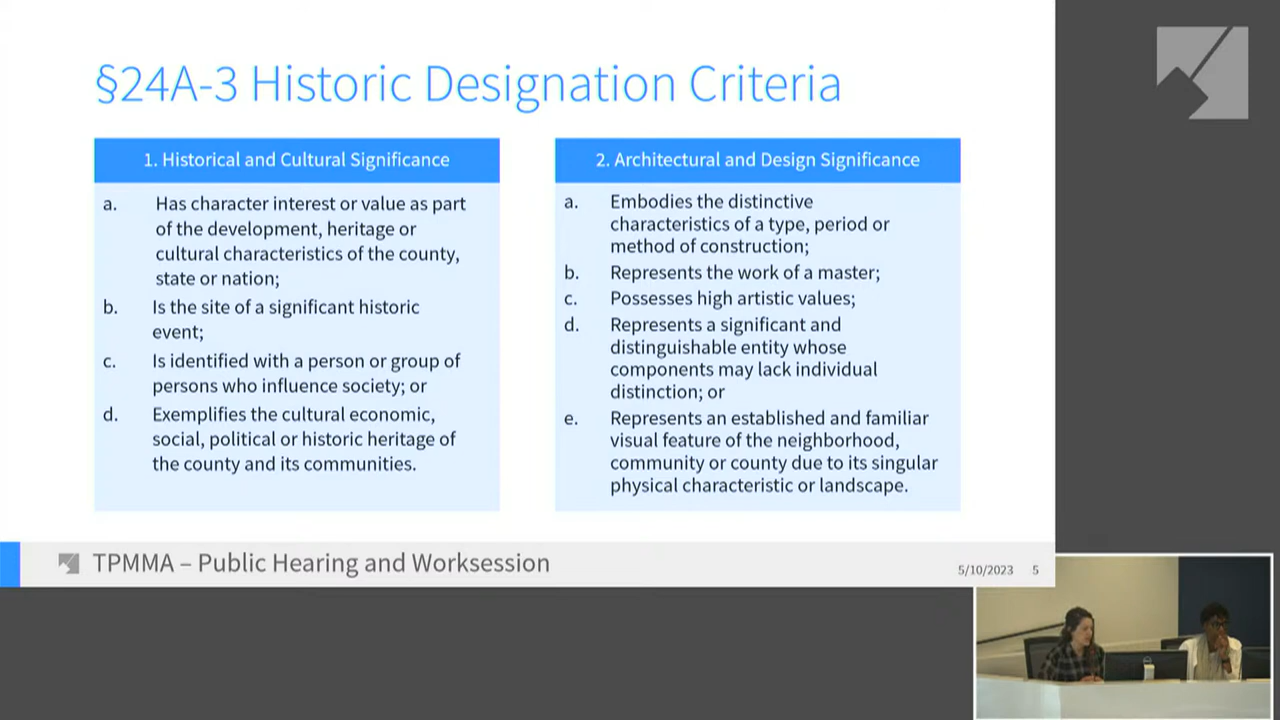 §24A-3 Historic Designation Criteria
1. Historical and Cultural Significance
a. Has character interest or value as part
of the development, heritage or
cultural characteristics of the county,
state or nation;
b. Is the site of a significant historic
event;
c. Is identified with a person or group of
persons who influence society; or
d. Exemplifies the cultural economic,
social, political or historic heritage of
the county and its communities.
2. Architectural and Design Significance
a. Embodies the distinctive
characteristics of a type, period or
method of construction;
b. Represents the work of a master;
c. Possesses high artistic values;
d. Represents a significant and
distinguishable entity whose
components may lack individual
distinction; or
e. Represents an established and familiar
visual feature of the neighborhood,
community or county due to its singular
physical characteristic or landscape.
TPMMA – Public Hearing and Worksession
5/10/2023 5